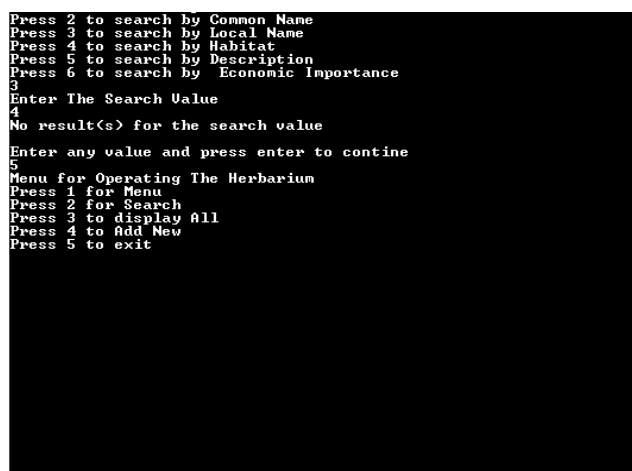 Press 2 to search by Common Name
Press 3 to search by Local Name
Press 4 to search by Habitat
Press 5 to search by Description
Press 6 to search by  Economic Importance
3
Enter The Search Value
4
No result(s) for the search value
Enter any value and press enter to contine
5
Menu for Operating The Herbarium
Press 1 for Menu
Press 2 for Search
Press 3 to display All
Press 4 to Add New
Press 5 to exit